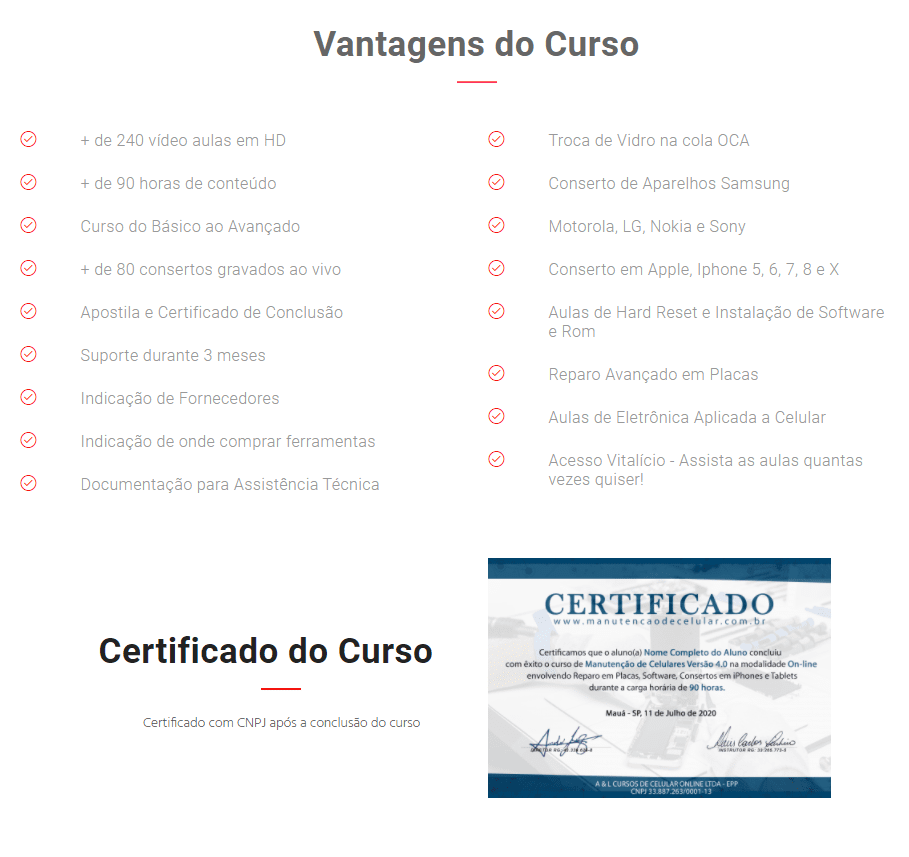 Vantagens do Curso
+ de 240 vídeo aulas em HD
+ de 90 horas de conteúdo
Curso do Básico ao Avançado
+ de 80 consertos gravados ao vivo
Apostila e Certificado de Conclusão
Suporte durante 3 meses
Indicação de Fornecedores
Indicação de onde comprar ferramentas
Documentação para Assistência Técnica
Troca de Vidro na cola OCA
Conserto de Aparelhos Samsung
Motorola, LG, Nokia e Sony
Conserto em Apple, Iphone 5, 6, 7, 8 e X
Aulas de Hard Reset e Instalação de Software
e Rom
Reparo Avançado em Placas
Aulas de Eletrônica Aplicada a Celular
Acesso Vitalício - Assista as aulas quantas
vezes quiser!
Certificado do Curso
Certificado com CNPJ após a conclusão do curso
CERTIFICADO
www.manutencaodecelular.com.br
Certificamos que o aluno(a) Nome Completo do Aluno concluiu
com êxito o curso de Manutenção de Celulares Versão 4.0 na modalidade On-line
envolvendo Reparo em Placas, Software, Consertos em iPhones e Tablets
durante a carga horária de 90 horas.
Mauá - SP, 11 de Julho de 2020
INSTRUTOR RG:
A & L CURSOS DE CELULAR ONLINE LTDA - EPP
CNPJ 33.887.263/0001-13